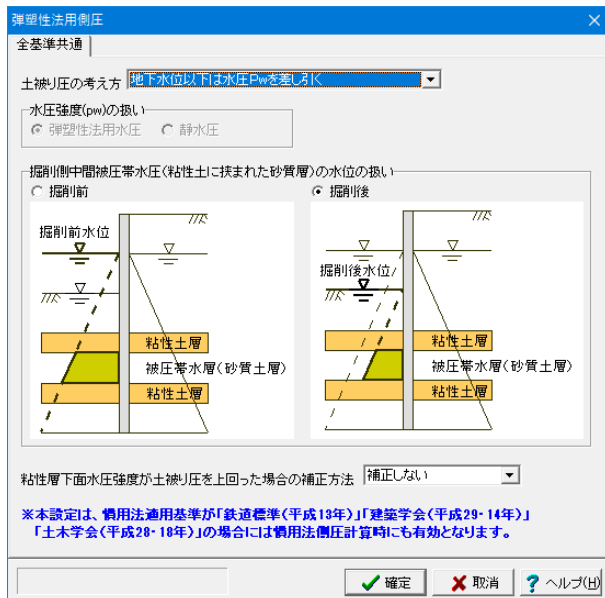 弾塑性法用側圧
全基準共通
土被り圧の考え方 地下水位以下は水圧Pwを差し引く
水圧強度(pw)の扱い
弾塑性法用水圧 静水圧
掘削側中間被圧帯水圧(粘性土に挟まれた砂質層)の水位の扱い
掘削前 掘削後
掘削前水位
粘性土層
被圧帯水層(砂質土層)
粘性土層
掘削後水位
粘性土層
被圧帯水層(砂質土層)
粘性土層
粘性層下面水圧強度が土被り圧を上回った場合の補正方法 補正しない
※本設定は、慣用法適用基準が「鉄道標準(平成13年)」「建築学会(平成29・14年)」
「土木学会(平成28・18年)」の場合には慣用法側圧計算時にも有効となります。
確定 取消 ? ヘルプ(H)